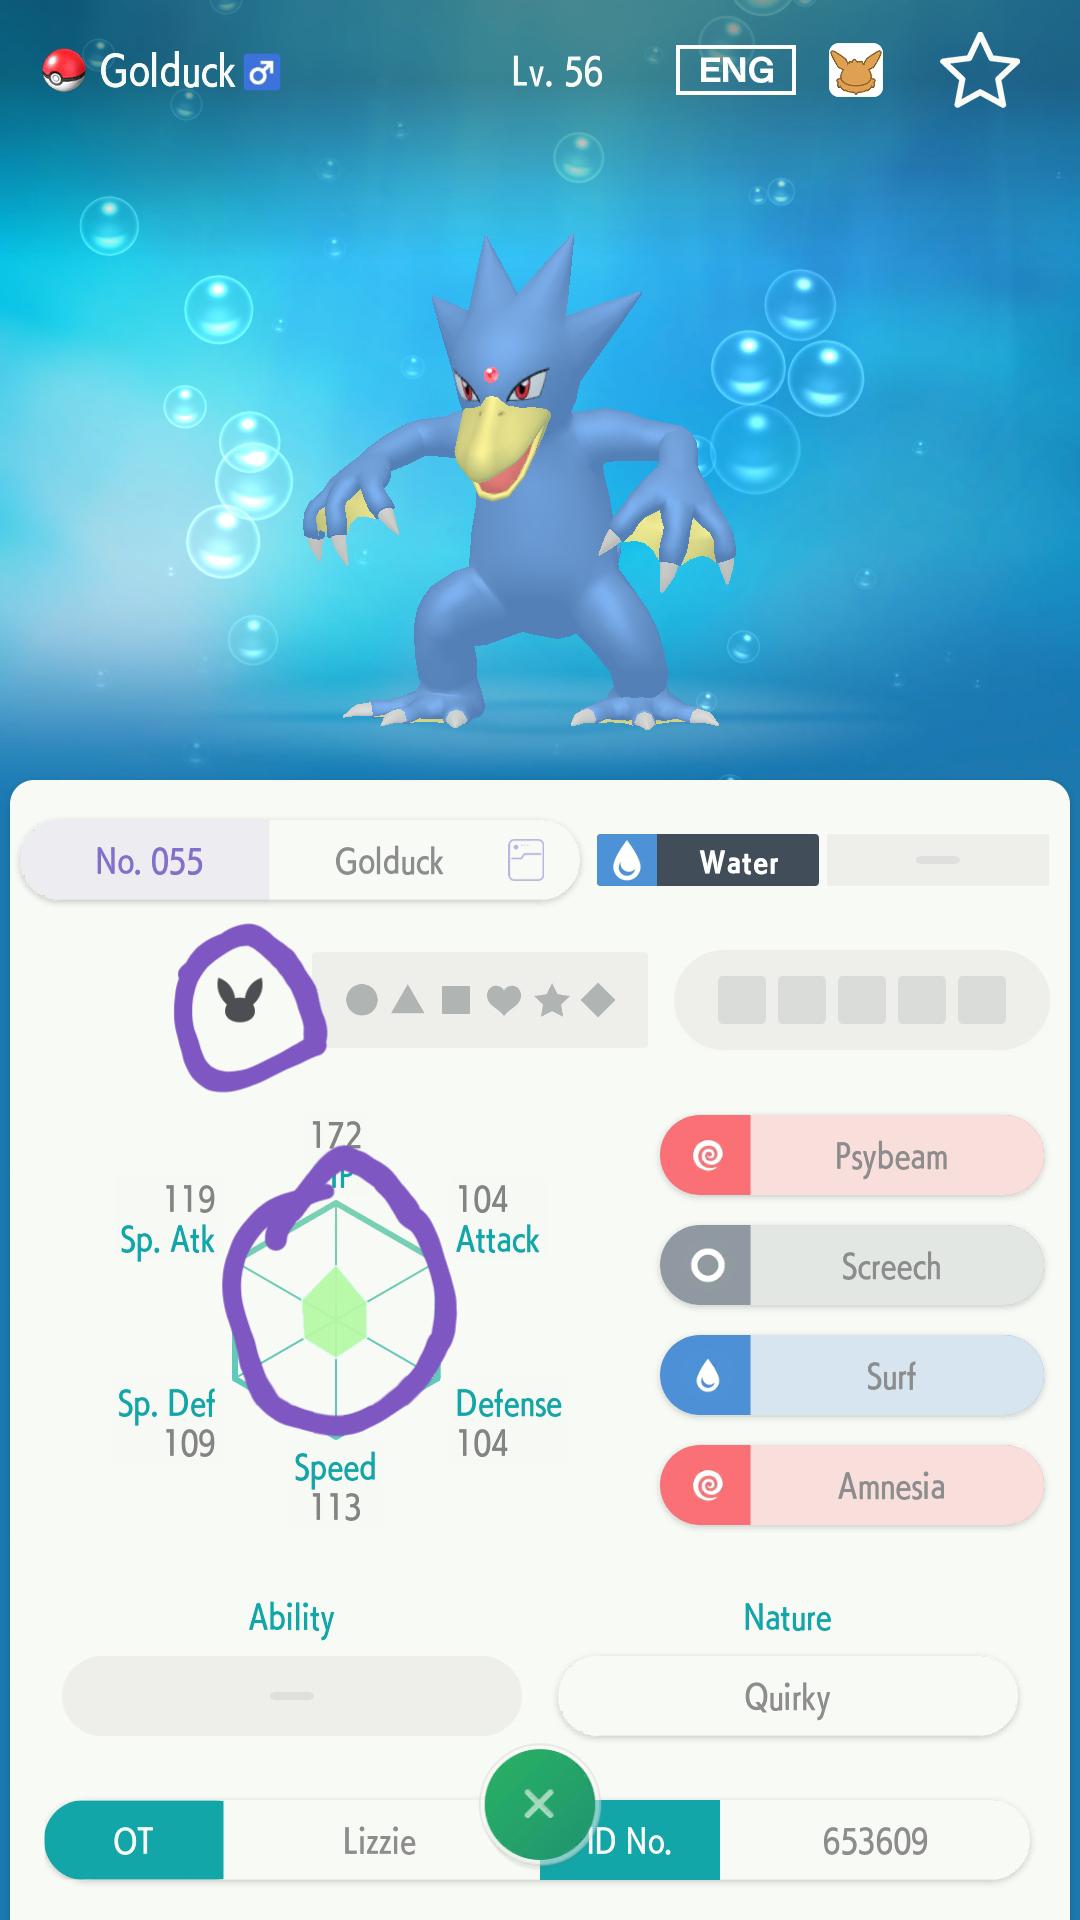 Golduck ♂ Lv. 56 ENG
No. 055 Golduck Water
172
119 104
Sp. Atk Attack
Sp. Def Defense
109 104
Speed
113
Psybeam
Screech
Surf
Amnesia
Ability Nature
Quirky
OT Lizzie ID No. 653609